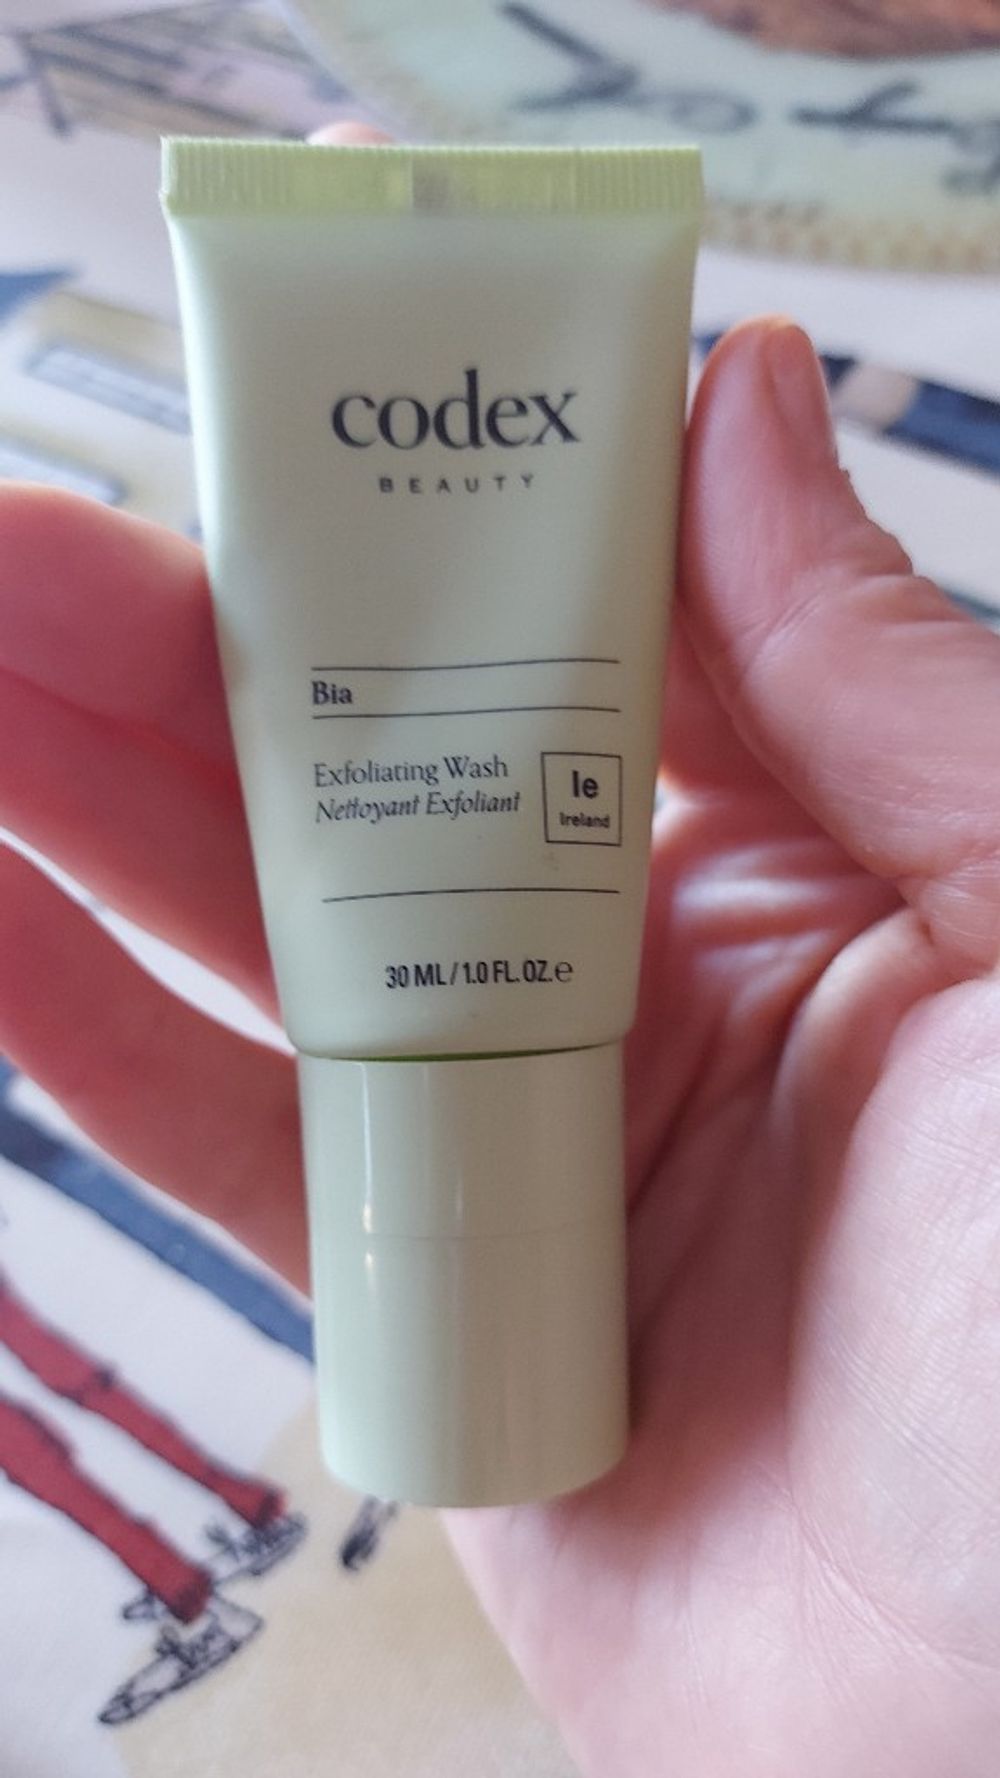 codex
BEAUTY
Bia
Exfoliating Wash
Nettoyant Exfoliant
Ie
Ireland
30 ML / 1.0 FL. OZ. ℮